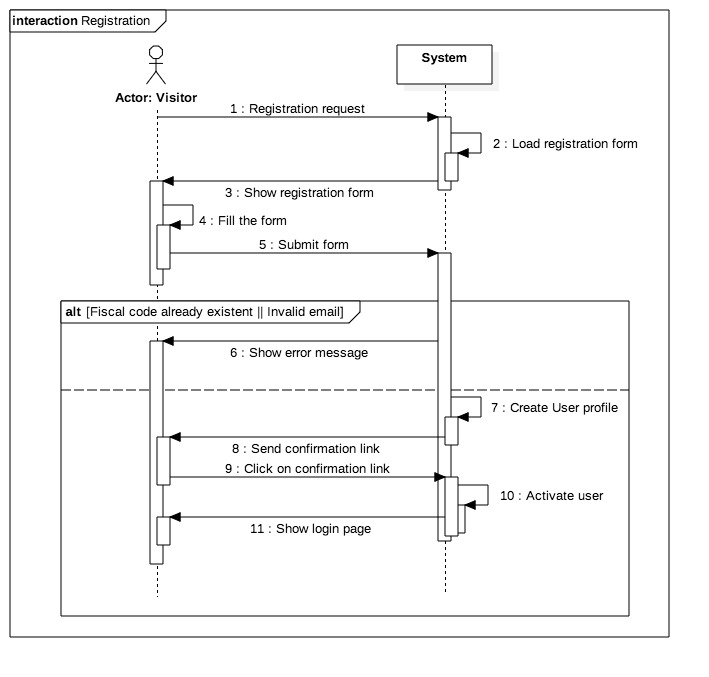 interaction Registration
System
Actor: Visitor
1 : Registration request
2 : Load registration form
3 : Show registration form
4 : Fill the form
5 : Submit form
alt [Fiscal code already existent || Invalid email]
6 : Show error message
7 : Create User profile
8 : Send confirmation link
9 : Click on confirmation link
10 : Activate user
11 : Show login page